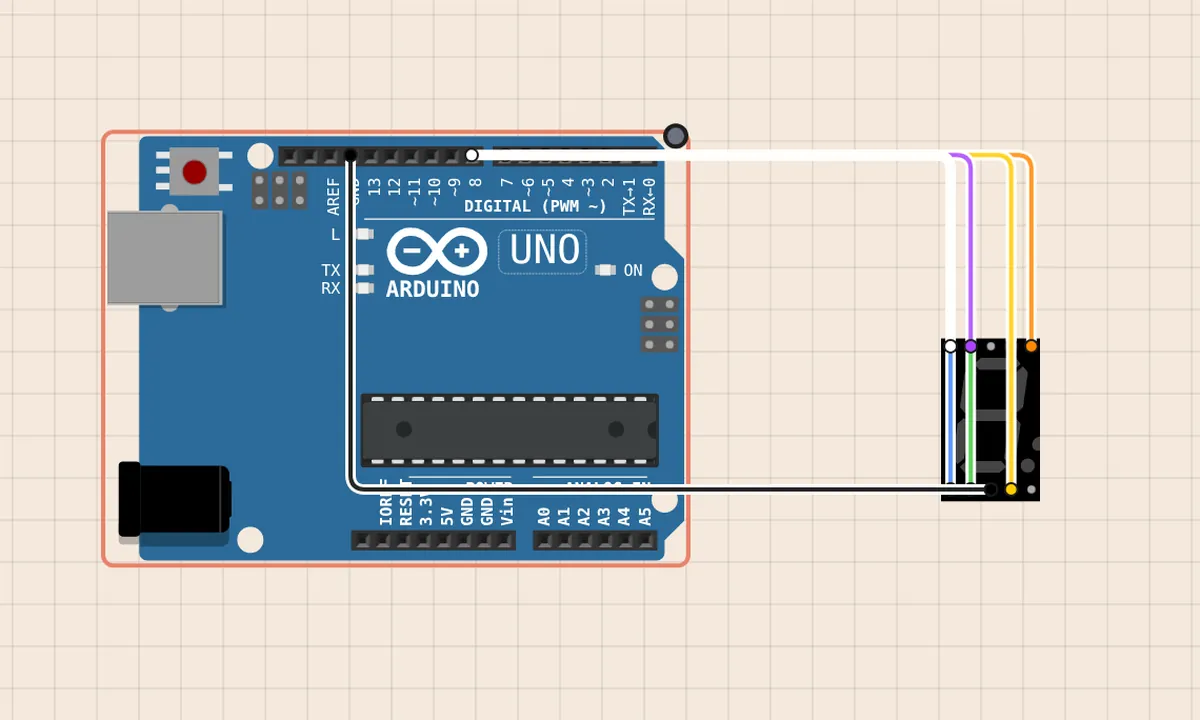 AREF
GND
13
12
~11
~10
~9
8
7
~6
~5
4
~3
2
TX→1
RX←0
DIGITAL (PWM ~)
L
TX
RX
UNO
ON
ARDUINO
POWER
ANALOG IN
IOREF
RESET
3.3V
5V
GND
GND
Vin
A0
A1
A2
A3
A4
A5